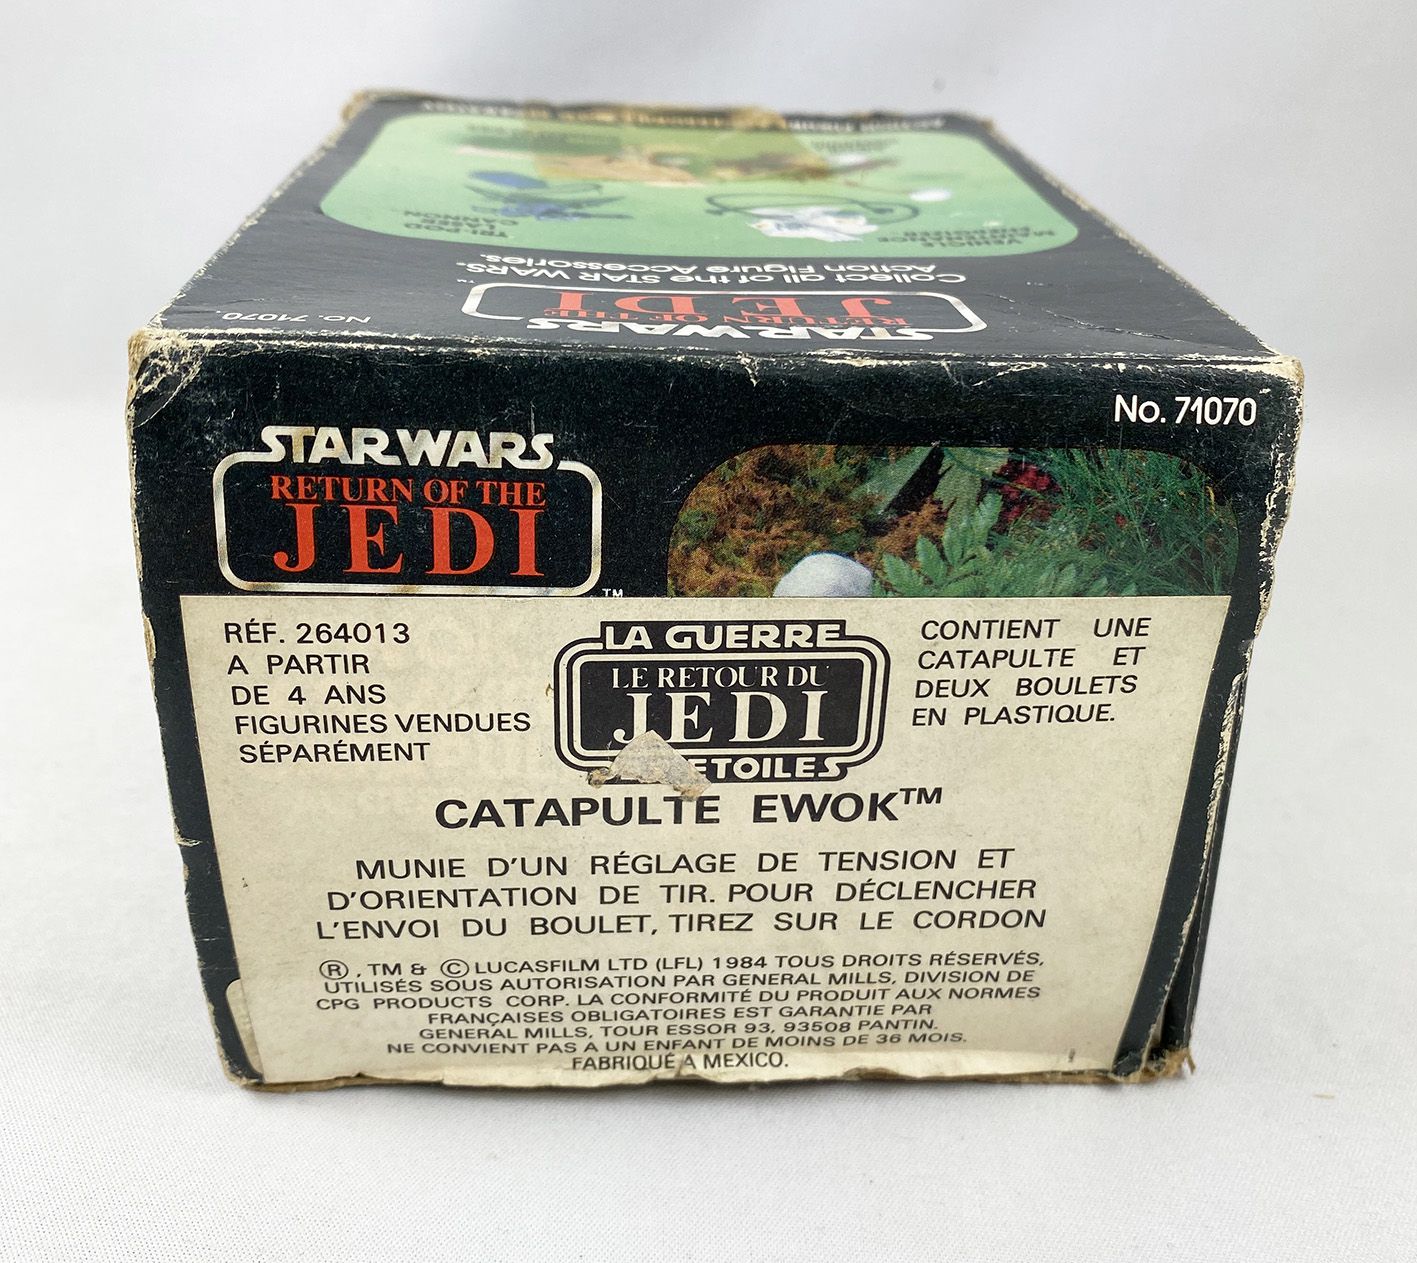 VEHICLE
MAINTENANCE
ENERGIZER
TRI-POD
LASER
CANNON
Collect all of the STAR WARS
Action Figure Accessories.
STAR WARS
RETURN OF THE
JEDI
No. 71070
No. 71070
STAR WARS
RETURN OF THE
JEDI
TM
RÉF. 264013
A PARTIR
DE 4 ANS
FIGURINES VENDUES
SÉPARÉMENT
LA GUERRE
LE RETOUR DU
JEDI
ETOILES
CONTIENT UNE
CATAPULTE ET
DEUX BOULETS
EN PLASTIQUE.
CATAPULTE EWOK™
MUNIE D'UN RÉGLAGE DE TENSION ET
D'ORIENTATION DE TIR. POUR DÉCLENCHER
L'ENVOI DU BOULET, TIREZ SUR LE CORDON
®, TM & © LUCASFILM LTD (LFL) 1984 TOUS DROITS RÉSERVÉS,
UTILISÉS SOUS AUTORISATION PAR GENERAL MILLS, DIVISION DE
CPG PRODUCTS CORP. LA CONFORMITÉ DU PRODUIT AUX NORMES
FRANÇAISES OBLIGATOIRES EST GARANTIE PAR
GENERAL MILLS, TOUR ESSOR 93, 93508 PANTIN.
NE CONVIENT PAS A UN ENFANT DE MOINS DE 36 MOIS.
FABRIQUÉ A MEXICO.